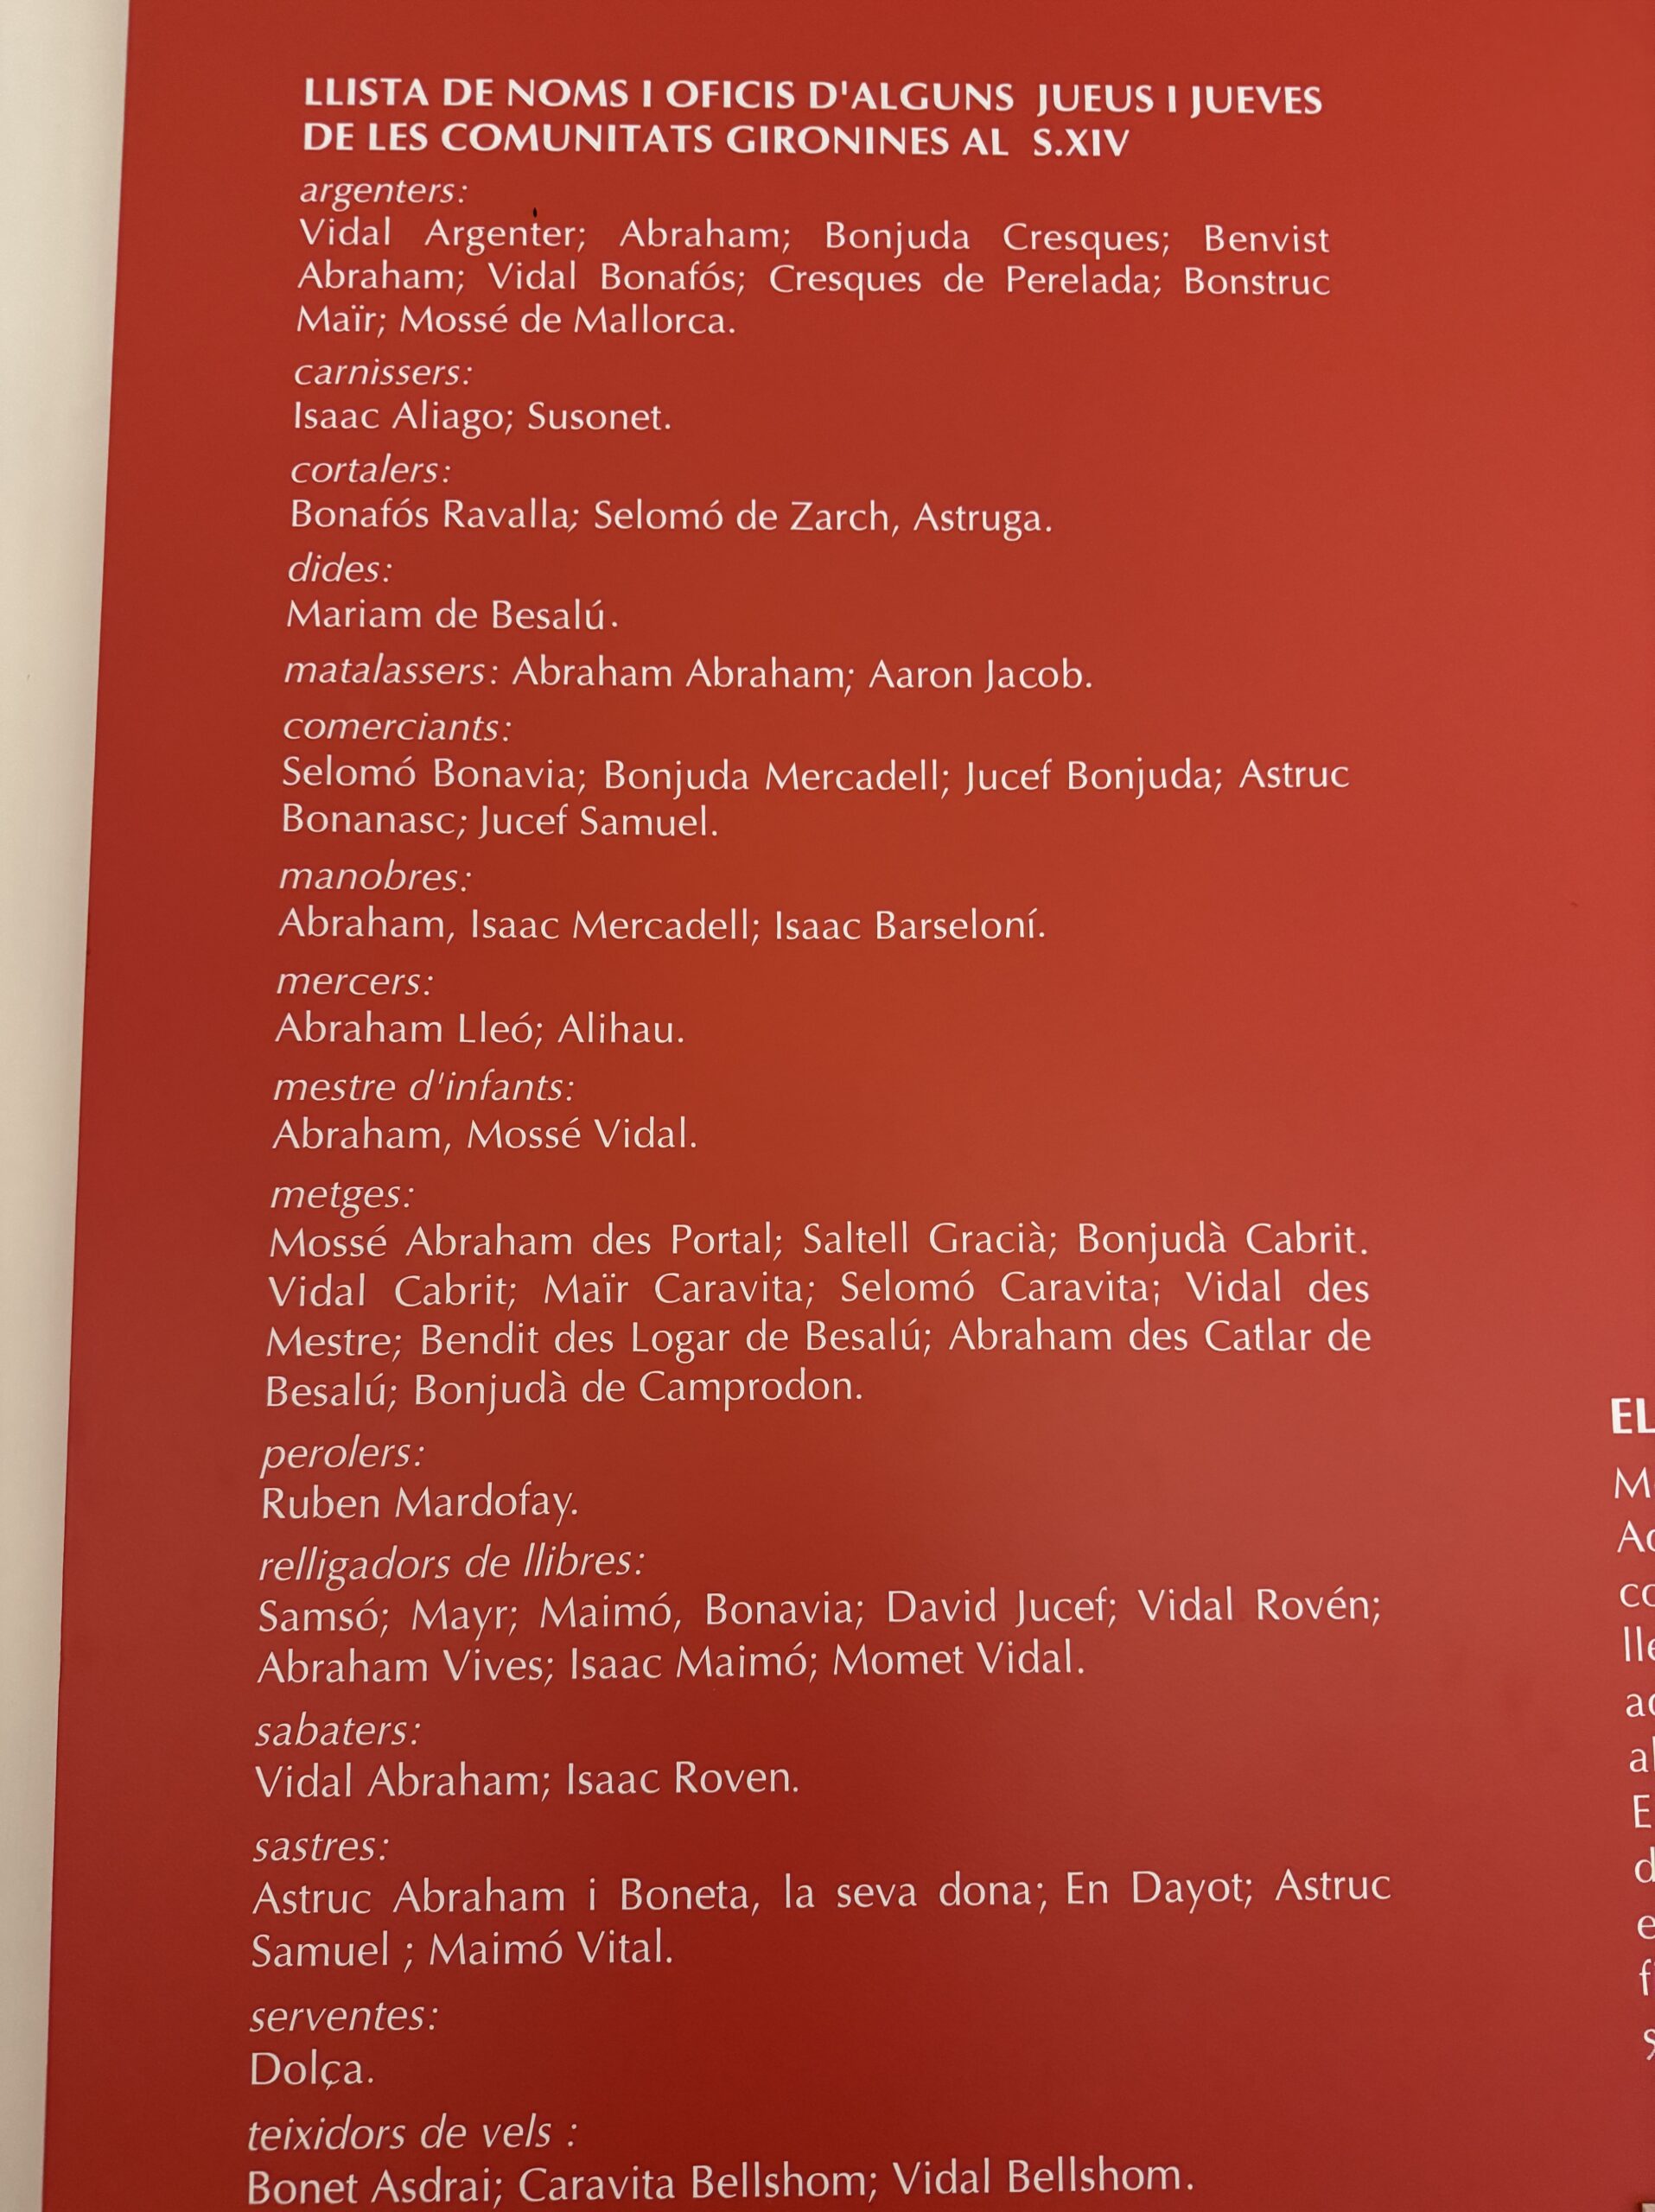 LLISTA DE NOMS I OFICIS D'ALGUNS JUEUS I JUEVES
DE LES COMUNITATS GIRONINES AL S.XIV
argenters:
Vidal Argenter; Abraham; Bonjuda Cresques; Benvist
Abraham; Vidal Bonafós; Cresques de Perelada; Bonstruc
Maïr; Mossé de Mallorca.
carnissers:
Isaac Aliago; Susonet.
cortalers:
Bonafós Ravalla; Selomó de Zarch, Astruga.
dides:
Mariam de Besalú.
matalassers: Abraham Abraham; Aaron Jacob.
comerciants:
Selomó Bonavia; Bonjuda Mercadell; Jucef Bonjuda; Astruc
Bonanasc; Jucef Samuel.
manobres:
Abraham, Isaac Mercadell; Isaac Barseloní.
mercers:
Abraham Lleó; Alihau.
mestre d'infants:
Abraham, Mossé Vidal.
metges:
Mossé Abraham des Portal; Saltell Gracià; Bonjudà Cabrit.
Vidal Cabrit; Maïr Caravita; Selomó Caravita; Vidal des
Mestre; Bendit des Logar de Besalú; Abraham des Catlar de
Besalú; Bonjudà de Camprodon.
perolers:
Ruben Mardofay.
relligadors de llibres:
Samsó; Mayr; Maimó, Bonavia; David Jucef; Vidal Rovén;
Abraham Vives; Isaac Maimó; Momet Vidal.
sabaters:
Vidal Abraham; Isaac Roven.
sastres:
Astruc Abraham i Boneta, la seva dona; En Dayot; Astruc
Samuel ; Maimó Vital.
serventes:
Dolça.
teixidors de vels :
Bonet Asdrai; Caravita Bellshom; Vidal Bellshom.
EL